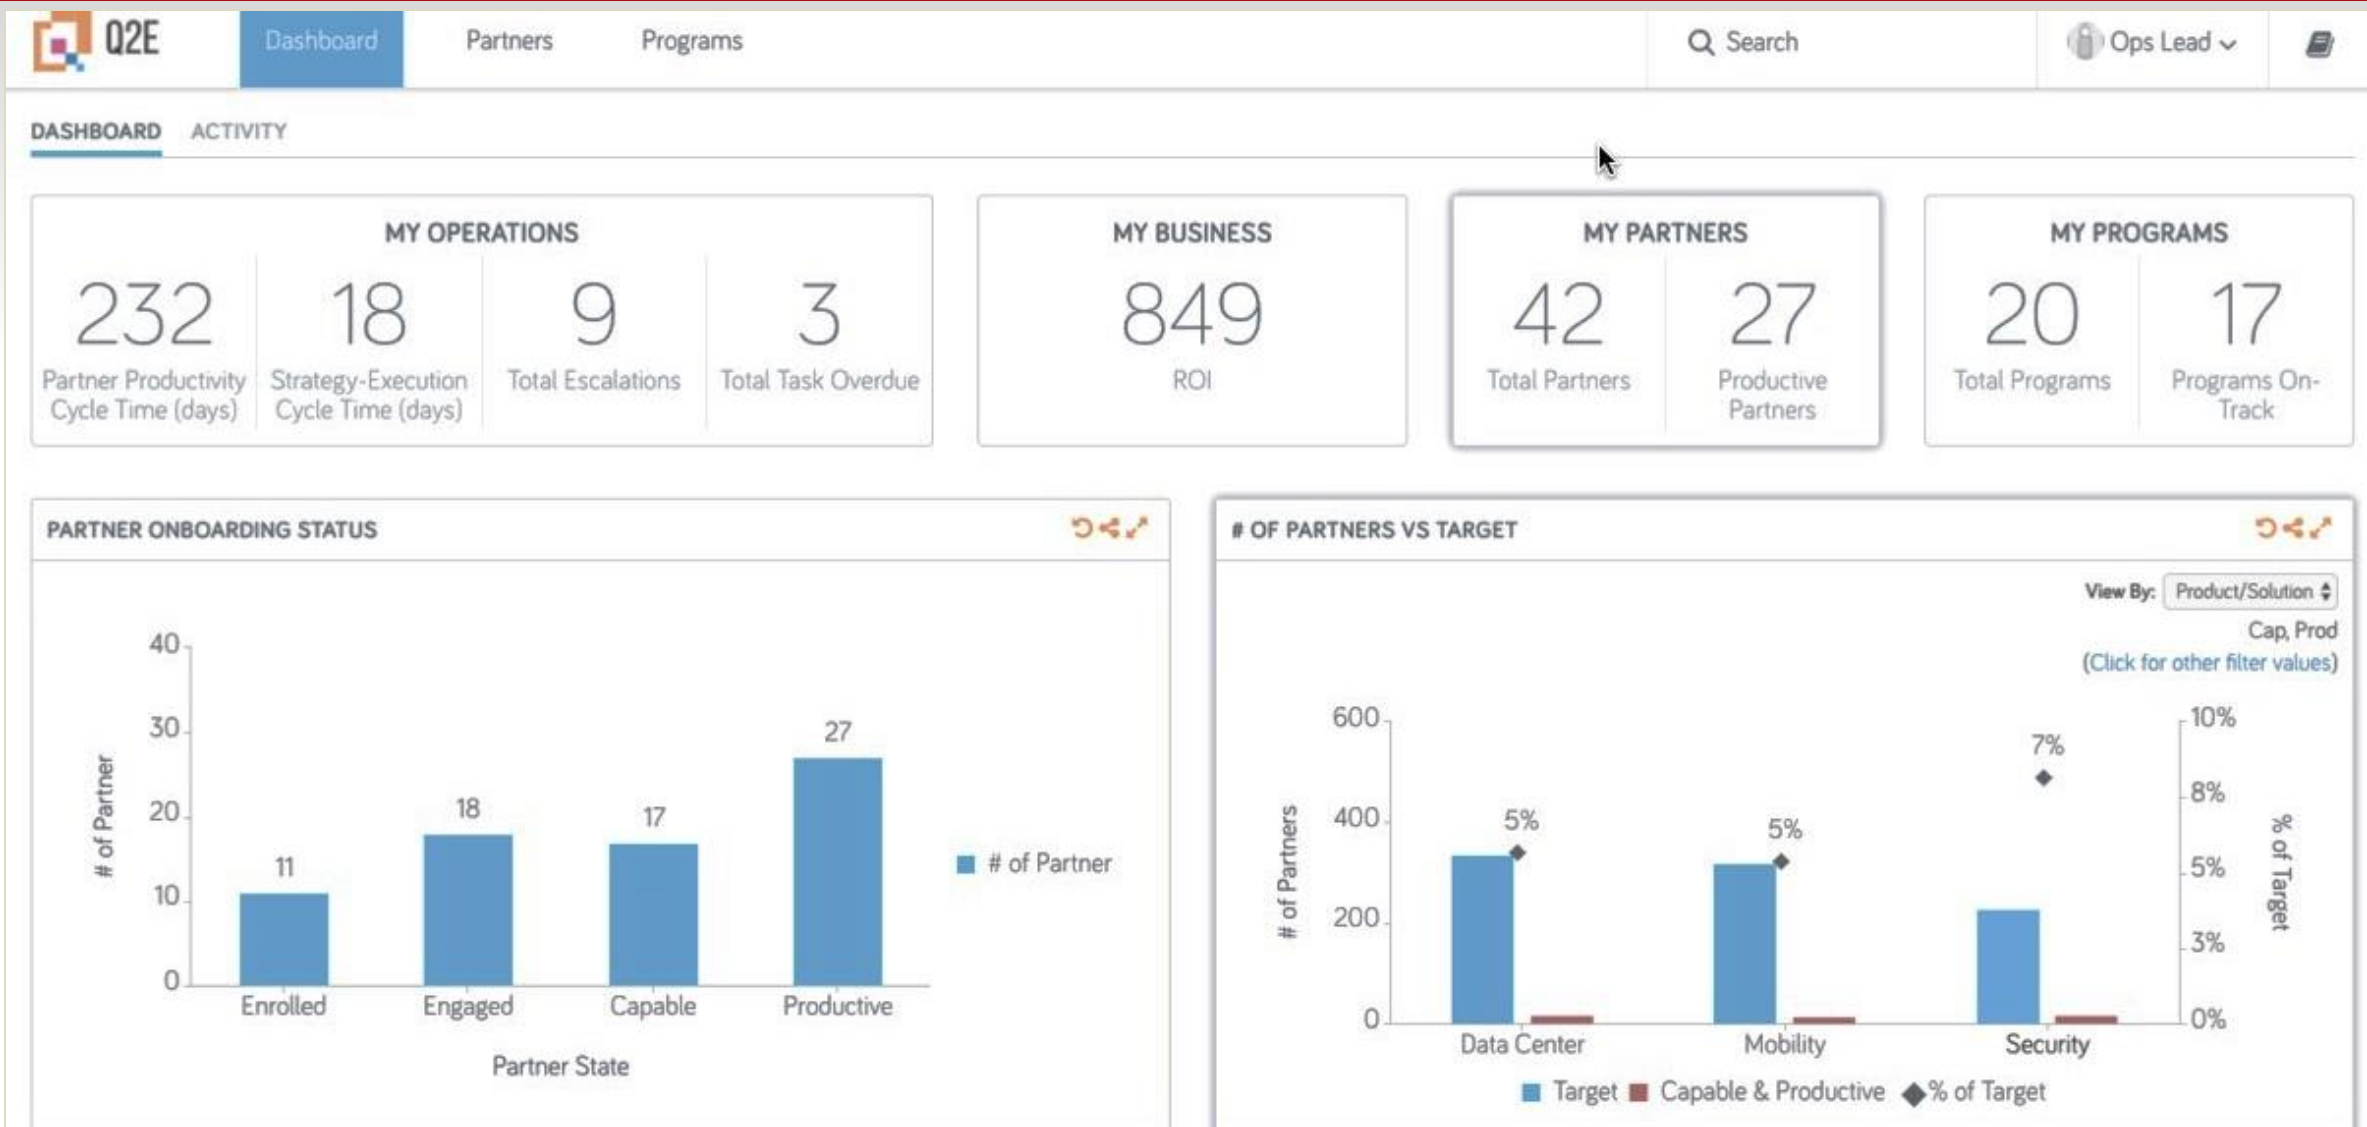 Q2E
Dashboard
Partners
Programs
Search
Ops Lead
DASHBOARD
ACTIVITY
MY OPERATIONS
232
Partner Productivity
Cycle Time (days)
18
Strategy-Execution
Cycle Time (days)
9
Total Escalations
3
Total Task Overdue
MY BUSINESS
849
ROI
MY PARTNERS
42
Total Partners
27
Productive
Partners
MY PROGRAMS
20
Total Programs
17
Programs On-
Track
PARTNER ONBOARDING STATUS
# of Partner
40
30
20
10
0
11
18
17
27
Enrolled
Engaged
Capable
Productive
Partner State
# of Partner
# OF PARTNERS VS TARGET
View By: Product/Solution
Cap, Prod
(Click for other filter values)
# of Partners
600
400
200
0
5%
5%
7%
10%
8%
5%
3%
0%
% of Target
Data Center
Mobility
Security
Target
Capable & Productive
% of Target